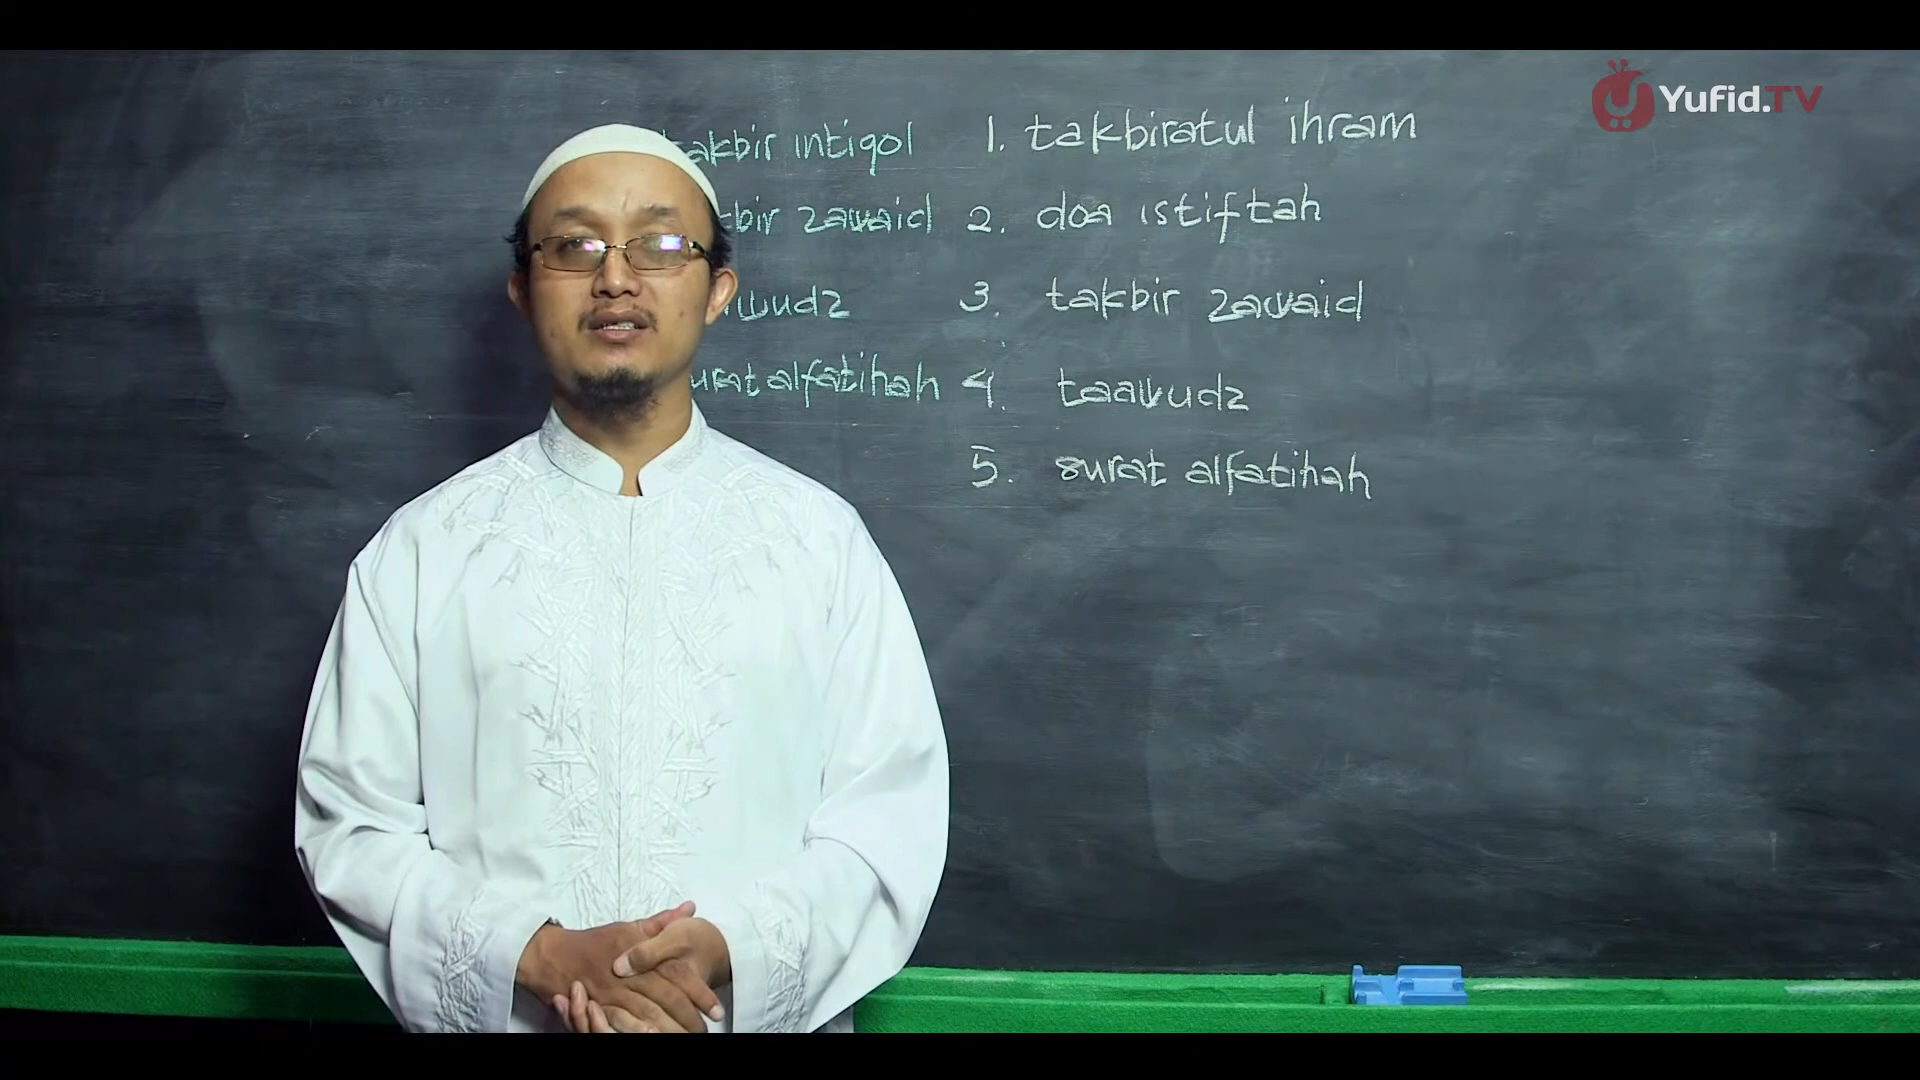 Yufid.TV
takbir intiqol
zawaid
surat alfatihah
1. takbiratul ihram
2. doa istiftah
3. takbir zawaid
4. taawudz
5. surat alfatihah